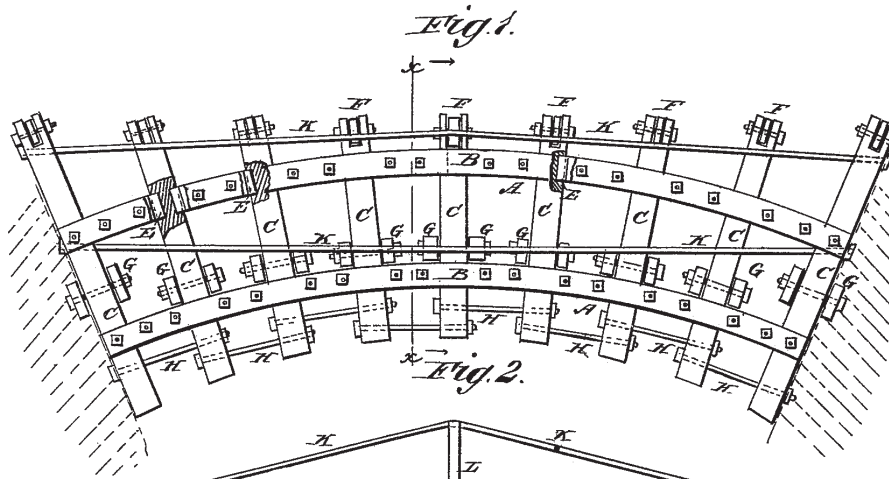 Fig. 1.
x
F F F F F
K K
B
A E
E
E
C C C C C C C C
G G G G G G G
K K
B
A
H H H H H H H
x
Fig. 2.
K K
L